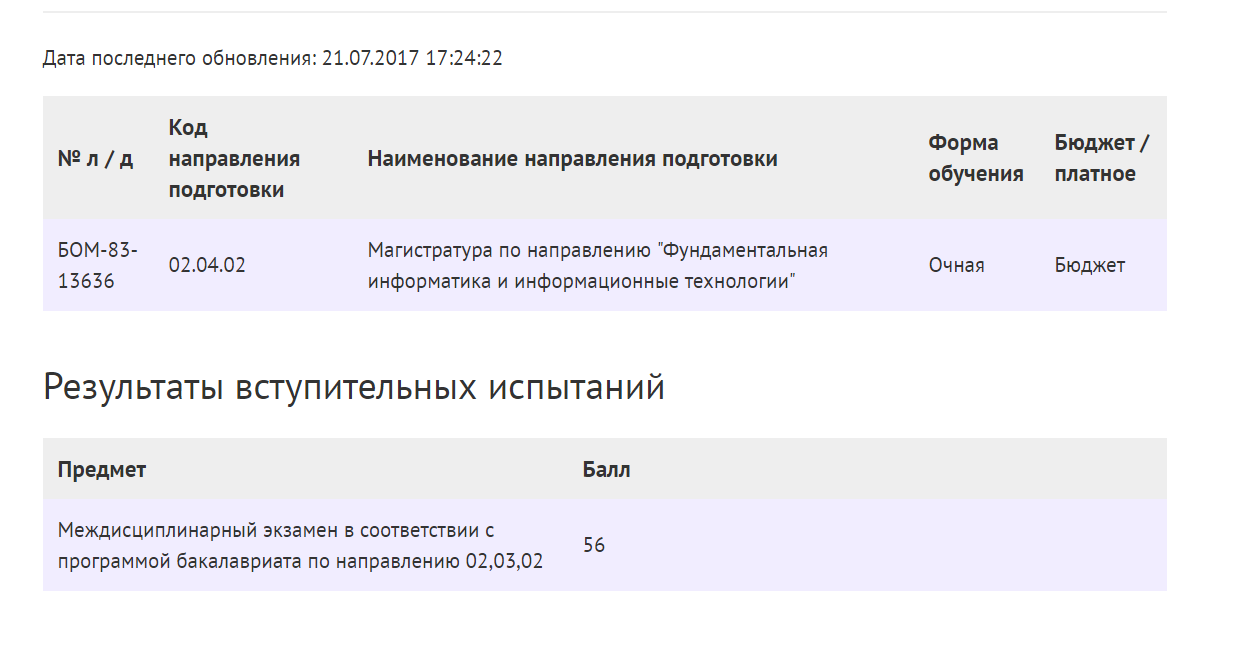 Дата последнего обновления: 21.07.2017 17:24:22
№ л / д
Код
направления
подготовки
Наименование направления подготовки
Форма
обучения
Бюджет /
платное
БОМ-83-
13636
02.04.02
Магистратура по направлению "Фундаментальная
информатика и информационные технологии"
Очная
Бюджет
Результаты вступительных испытаний
Предмет
Балл
Междисциплинарный экзамен в соответствии с
программой бакалавриата по направлению 02,03,02
56